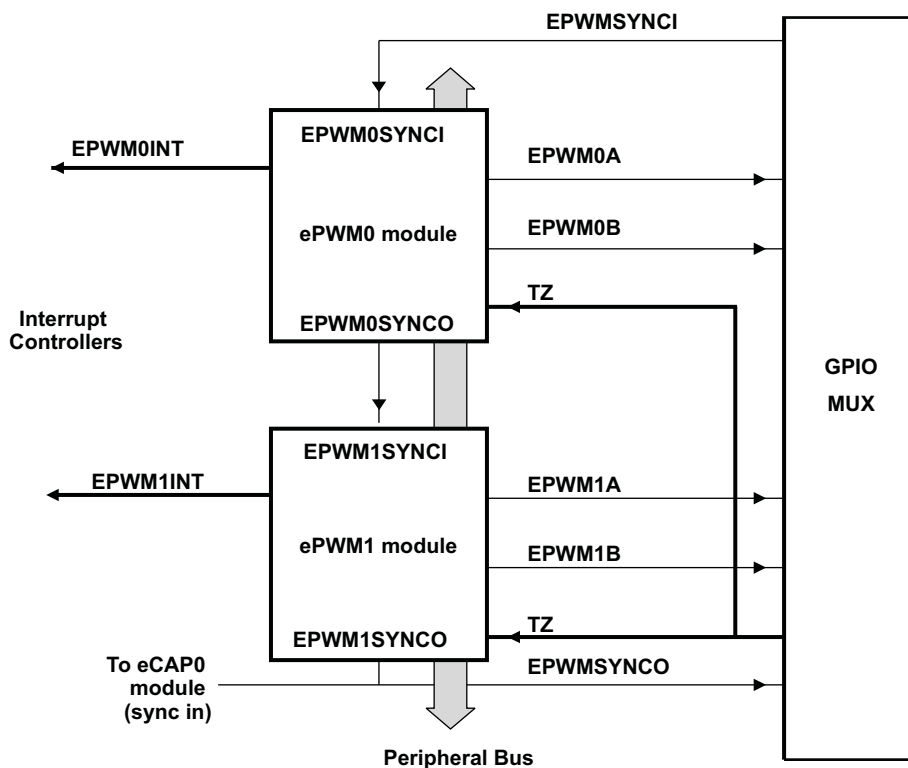 EPWMSYNCI
EPWM0SYNCI
EPWM0INT
EPWM0A
ePWM0 module
EPWM0B
TZ
EPWM0SYNCO
Interrupt
Controllers
GPIO
MUX
EPWM1SYNCI
EPWM1INT
EPWM1A
ePWM1 module
EPWM1B
TZ
EPWM1SYNCO
To eCAP0
module
(sync in)
EPWMSYNCO
Peripheral Bus